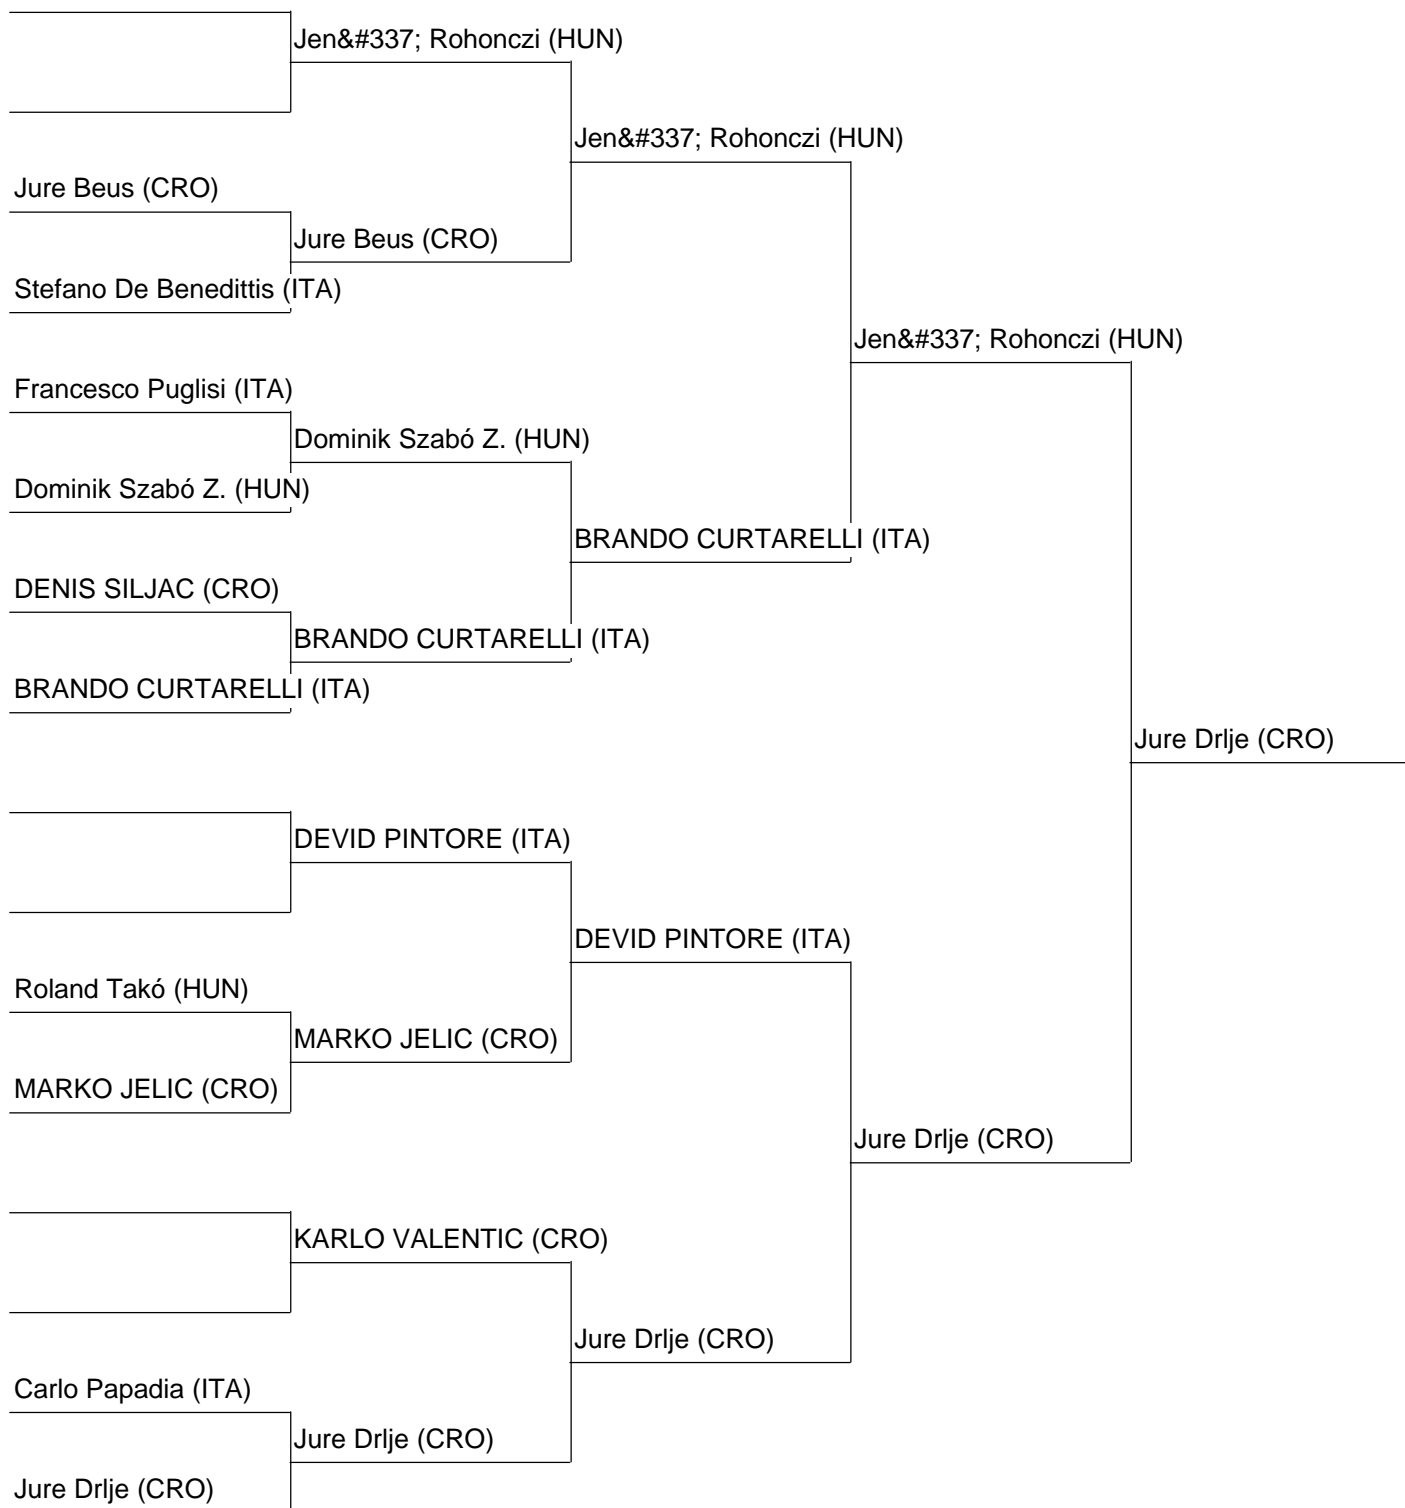 Jen&#337; Rohonczi (HUN)
Jen&#337; Rohonczi (HUN)
Jure Beus (CRO)
Jure Beus (CRO)
Stefano De Benedittis (ITA)
Jen&#337; Rohonczi (HUN)
Francesco Puglisi (ITA)
Dominik Szabó Z. (HUN)
Dominik Szabó Z. (HUN)
BRANDO CURTARELLI (ITA)
DENIS SILJAC (CRO)
BRANDO CURTARELLI (ITA)
BRANDO CURTARELLI (ITA)
Jure Drlje (CRO)
DEVID PINTORE (ITA)
DEVID PINTORE (ITA)
Roland Takó (HUN)
MARKO JELIC (CRO)
MARKO JELIC (CRO)
Jure Drlje (CRO)
KARLO VALENTIC (CRO)
Jure Drlje (CRO)
Carlo Papadia (ITA)
Jure Drlje (CRO)
Jure Drlje (CRO)